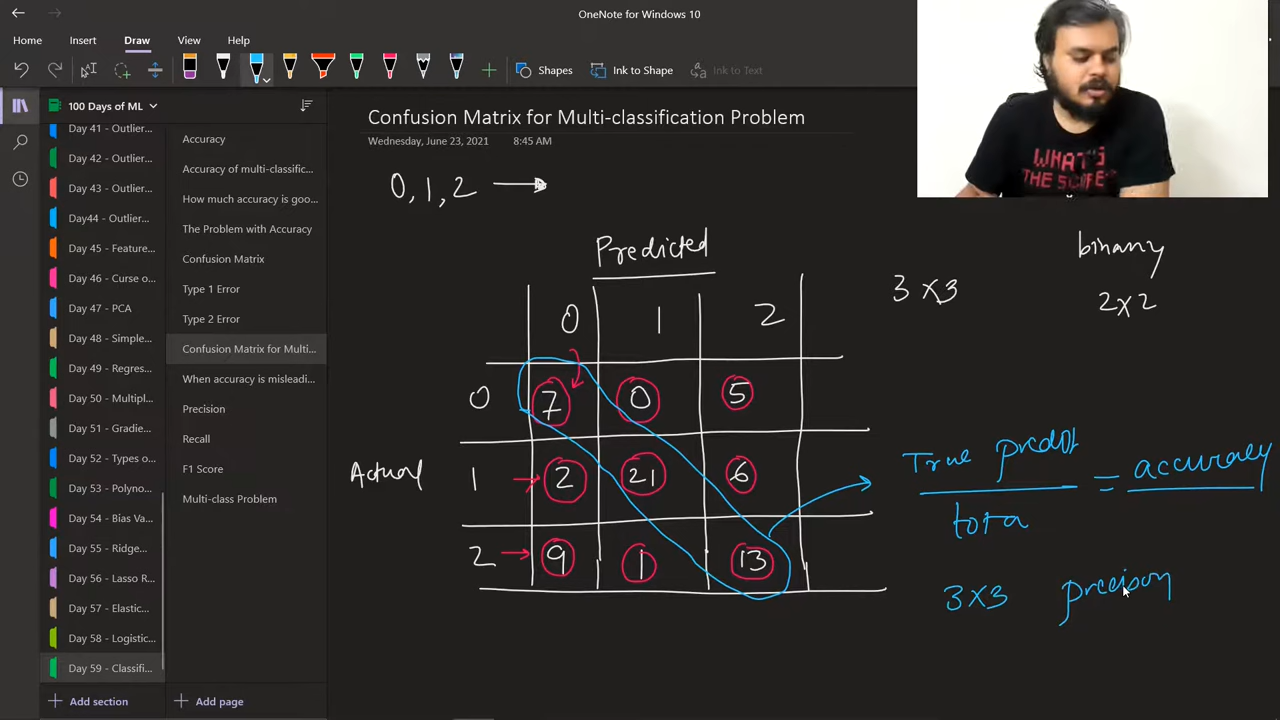 OneNote for Windows 10
Home Insert Draw View Help
Shapes Ink to Shape Ink to Text
100 Days of ML
Day 41 - Outlier...
Day 42 - Outlier...
Day 43 - Outlier...
Day44 - Outlier...
Day 45 - Feature...
Day 46 - Curse o...
Day 47 - PCA
Day 48 - Simple...
Day 49 - Regres...
Day 50 - Multipl...
Day 51 - Gradie...
Day 52 - Types o...
Day 53 - Polyno...
Day 54 - Bias Va...
Day 55 - Ridge...
Day 56 - Lasso R...
Day 57 - Elastic...
Day 58 - Logistic...
Day 59 - Classifi...
Add section
Accuracy
Accuracy of multi-classific...
How much accuracy is goo...
The Problem with Accuracy
Confusion Matrix
Type 1 Error
Type 2 Error
Confusion Matrix for Multi...
When accuracy is misleadi...
Precision
Recall
F1 Score
Multi-class Problem
Add page
Confusion Matrix for Multi-classification Problem
Wednesday, June 23, 2021 8:45 AM
0, 1, 2
Predicted
0 1 2
0 7 0 5
Actual 1 2 21 6
2 9 1 13
3 x 3
binary
2 x 2
True predot = accuracy
tota
3 x 3 precison
WHAT'S